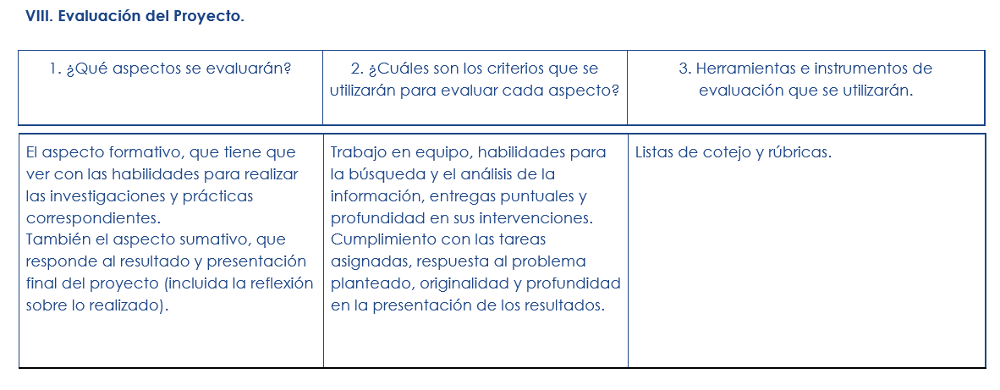 VIII. Evaluación del Proyecto.
1. ¿Qué aspectos se evaluarán?
2. ¿Cuáles son los criterios que se
utilizarán para evaluar cada aspecto?
3. Herramientas e instrumentos de
evaluación que se utilizarán.
El aspecto formativo, que tiene que
ver con las habilidades para realizar
las investigaciones y prácticas
correspondientes.
También el aspecto sumativo, que
responde al resultado y presentación
final del proyecto (incluida la reflexión
sobre lo realizado).
Trabajo en equipo, habilidades para
la búsqueda y el análisis de la
información, entregas puntuales y
profundidad en sus intervenciones.
Cumplimiento con las tareas
asignadas, respuesta al problema
planteado, originalidad y profundidad
en la presentación de los resultados.
Listas de cotejo y rúbricas.